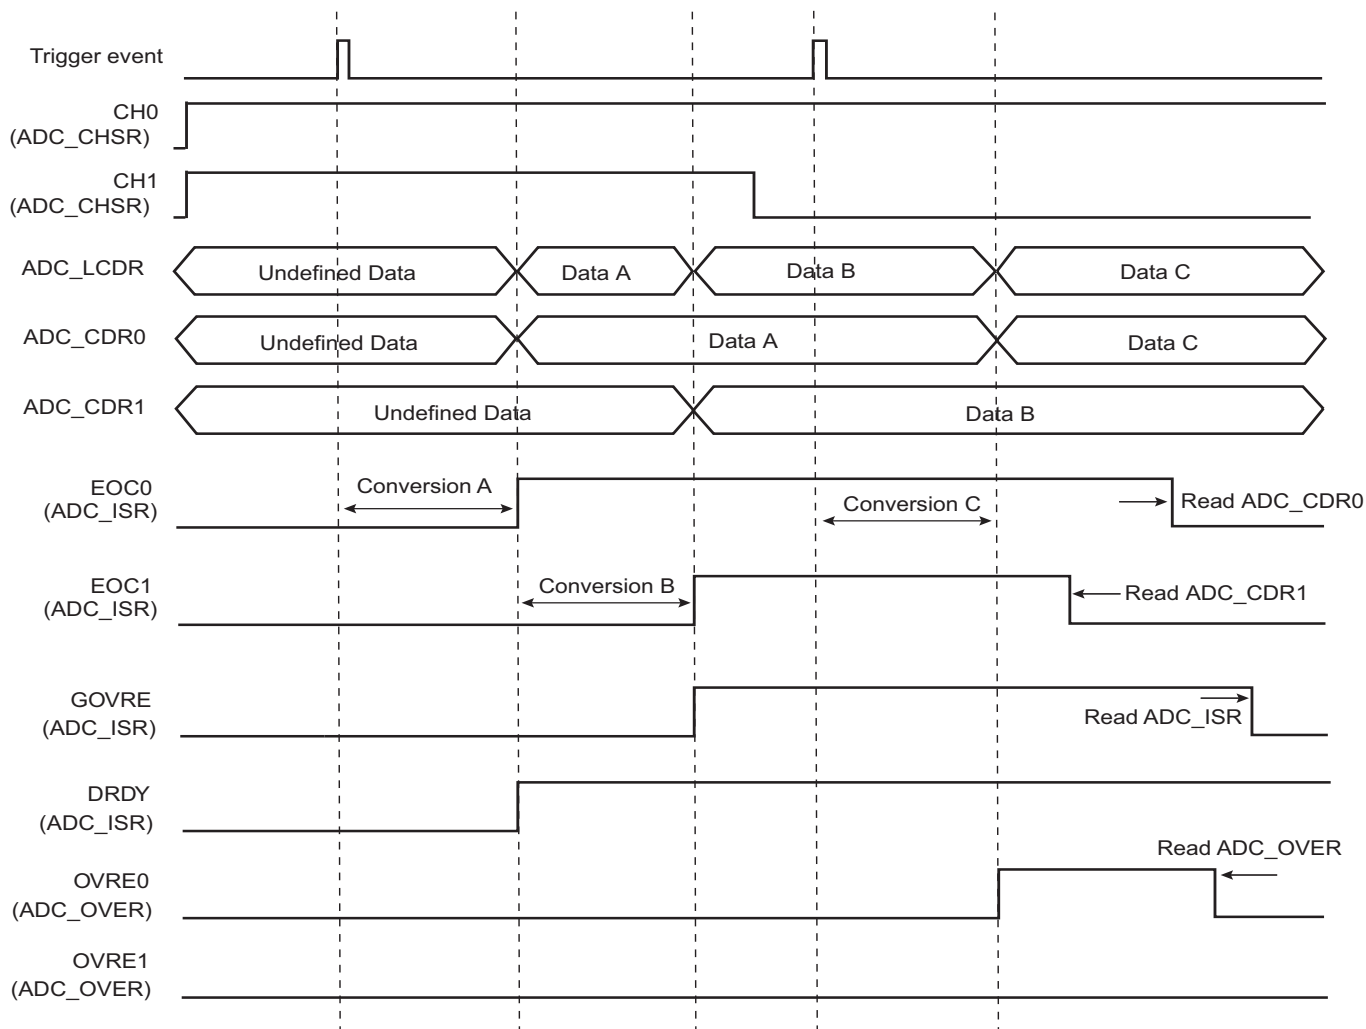 Trigger event
CH0
(ADC_CHSR)
CH1
(ADC_CHSR)
ADC_LCDR
Undefined Data
Data A
Data B
Data C
ADC_CDR0
Undefined Data
Data A
Data C
ADC_CDR1
Undefined Data
Data B
EOC0
(ADC_ISR)
Conversion A
Conversion C
Read ADC_CDR0
EOC1
(ADC_ISR)
Conversion B
Read ADC_CDR1
GOVRE
(ADC_ISR)
Read ADC_ISR
DRDY
(ADC_ISR)
Read ADC_OVER
OVRE0
(ADC_OVER)
OVRE1
(ADC_OVER)